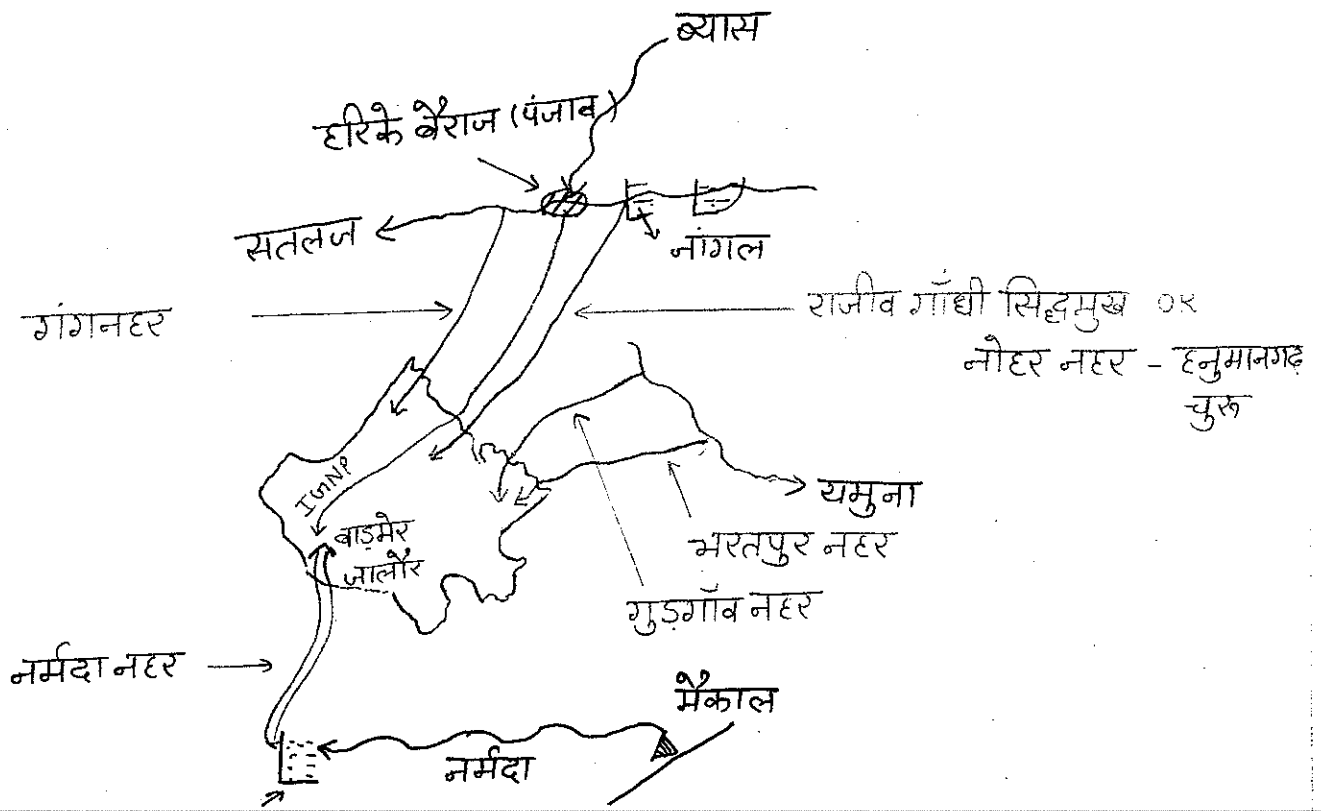 ब्यास
हरिके बैराज (पंजाब)
सतलज
नांगल
गंगनहर
राजीव गाँधी सिद्धमुख OR
नोहर नहर - हनुमानगढ़
चुरू
IGNP
बाड़मेर
जालौर
यमुना
भरतपुर नहर
गुड़गाँव नहर
नर्मदा नहर
मैकाल
नर्मदा